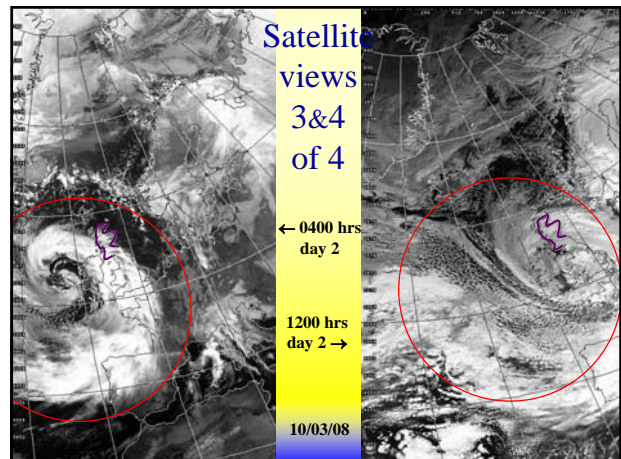 Satellite
views
3&4
of 4
← 0400 hrs
day 2
1200 hrs
day 2 →
10/03/08